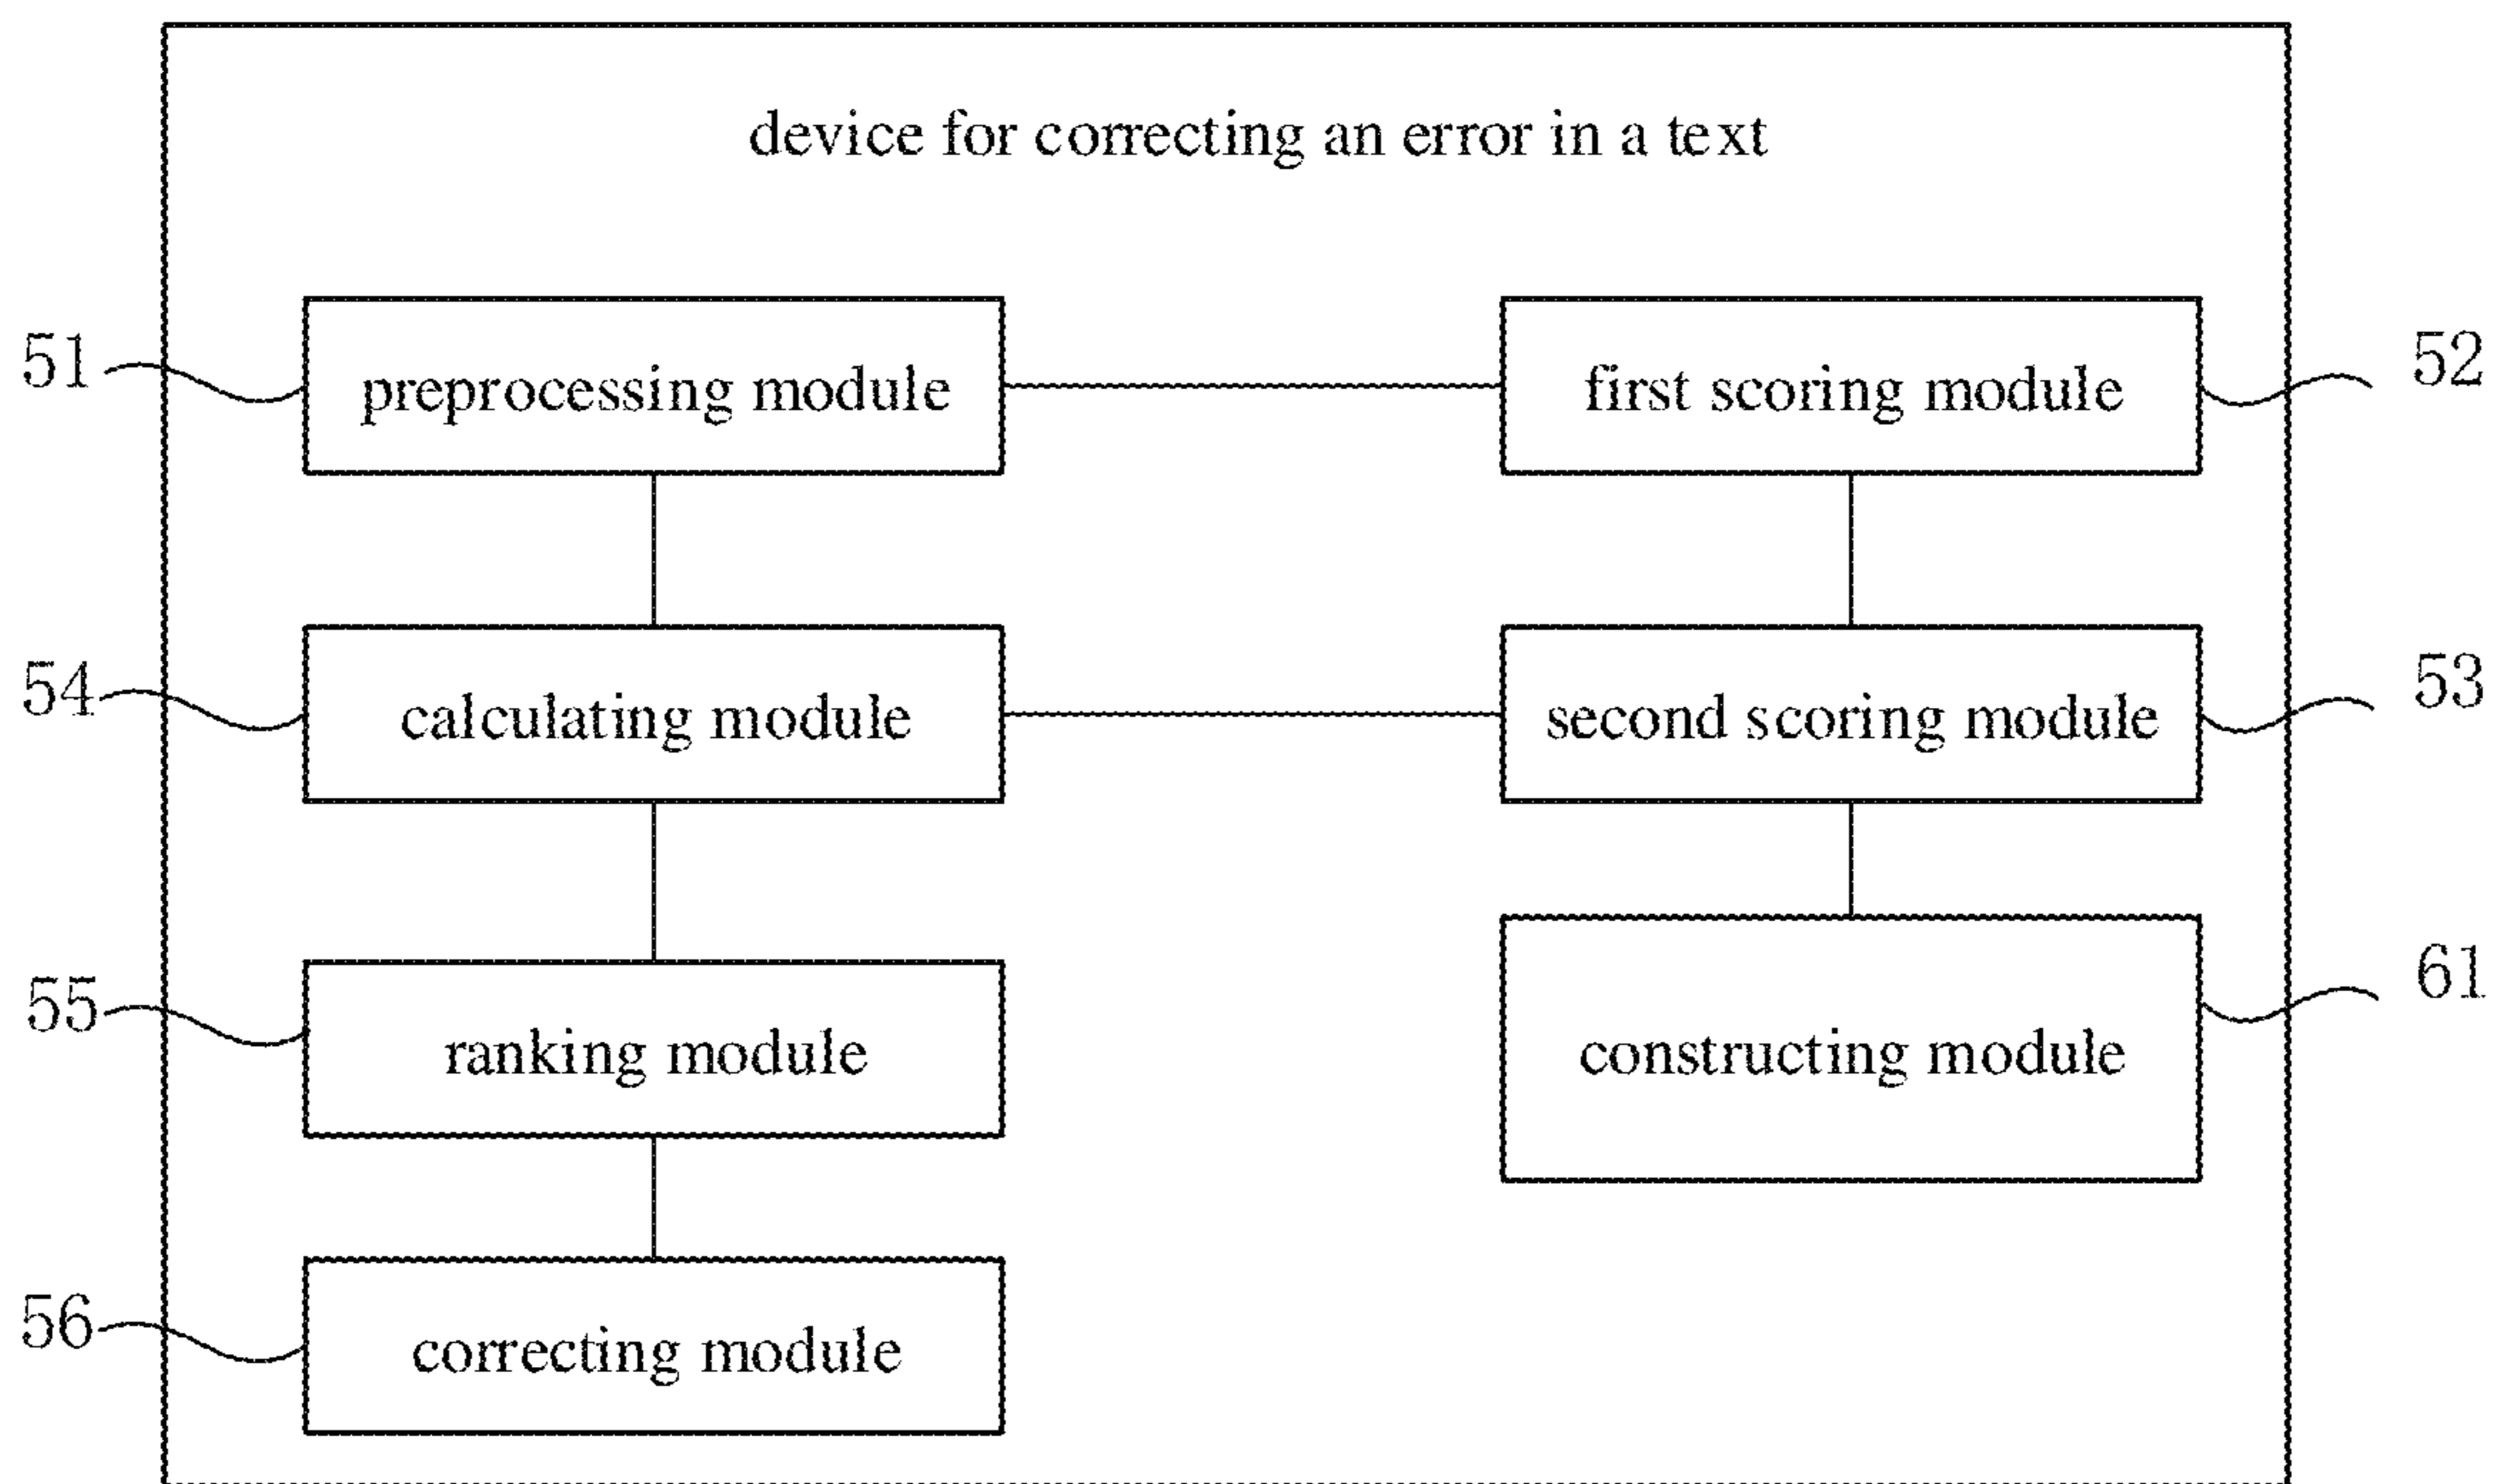 device for correcting an error in a text
51
preprocessing module
first scoring module
52
54
calculating module
second scoring module
53
55
ranking module
constructing module
61
56
correcting module